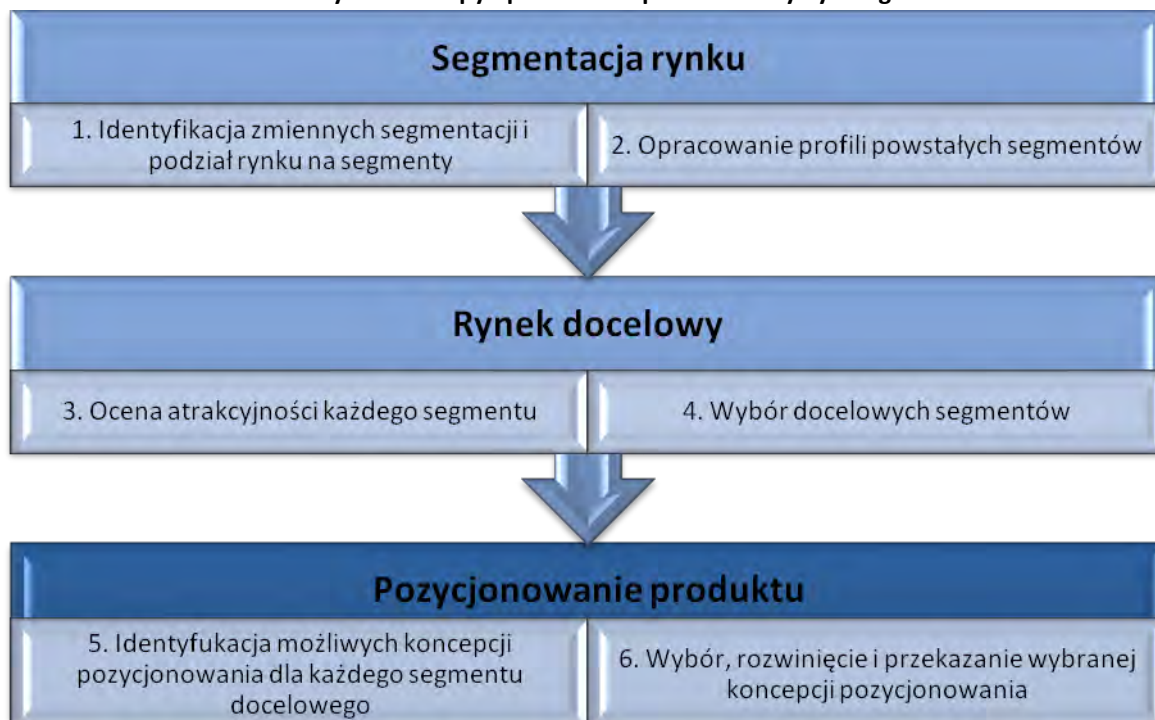 Segmentacja rynku
1. Identyfikacja zmiennych segmentacji i
podział rynku na segmenty
2. Opracowanie profili powstałych segmentów
Rynek docelowy
3. Ocena atrakcyjności każdego segmentu
4. Wybór docelowych segmentów
Pozycjonowanie produktu
5. Identyfukacja możliwych koncepcji
pozycjonowania dla każdego segmentu
docelowego
6. Wybór, rozwinięcie i przekazanie wybranej
koncepcji pozycjonowania